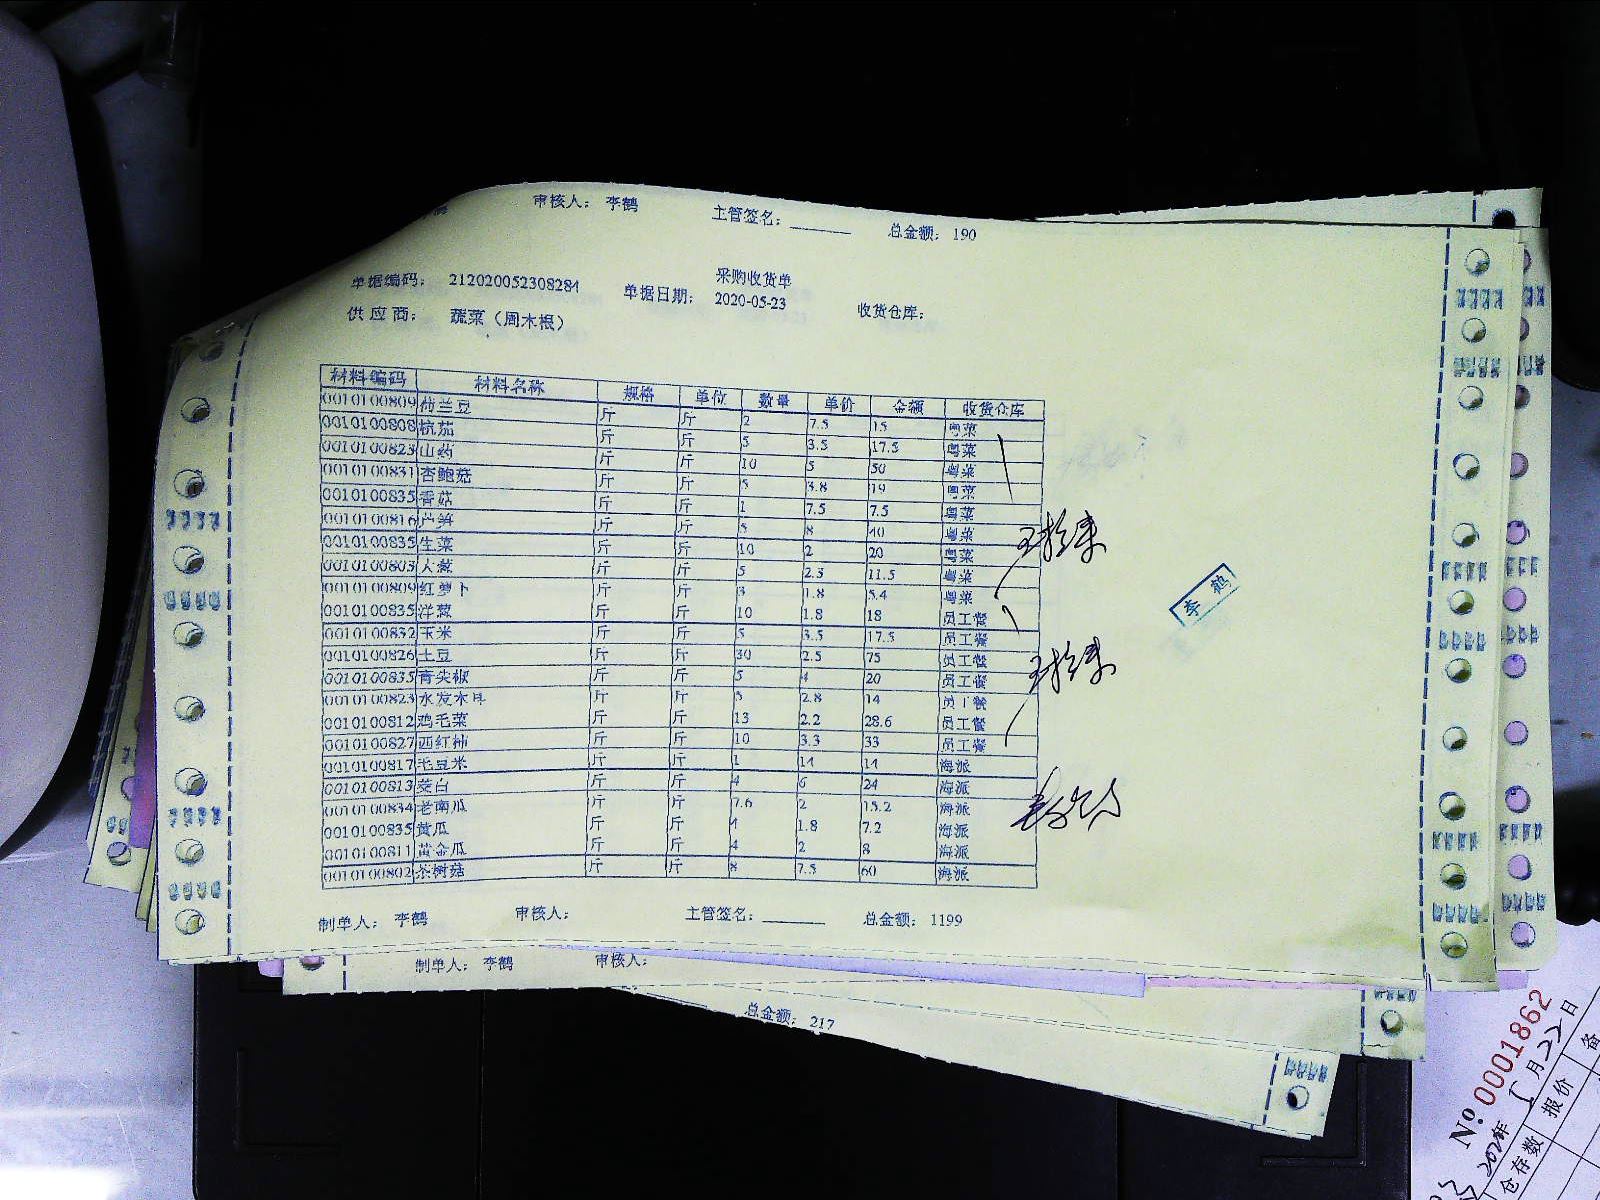 审核人： 李鹤 主管签名：_______ 总金额： 190
采购收货单
单据编码： 212020052308284 单据日期： 2020-05-23 收货仓库：
供 应 商： 蔬菜（周木根）
材料编码 材料名称 规格 单位 数量 单价 金额 收货仓库
0010100809 荷兰豆 斤 斤 2 7.5 15 粤菜
0010100808 杭茄 斤 斤 5 3.5 17.5 粤菜
0010100823 山药 斤 斤 10 5 50 粤菜
0010100831 杏鲍菇 斤 斤 5 3.8 19 粤菜
0010100835 香菇 斤 斤 1 7.5 7.5 粤菜
0010100816 芦笋 斤 斤 5 8 40 粤菜
0010100835 生菜 斤 斤 10 2 20 粤菜
0010100803 大葱 斤 斤 5 2.3 11.5 粤菜
0010100809 红萝卜 斤 斤 3 1.8 5.4 粤菜
0010100835 洋葱 斤 斤 10 1.8 18 员工餐
0010100832 玉米 斤 斤 5 3.5 17.5 员工餐
0010100826 土豆 斤 斤 30 2.5 75 员工餐
0010100835 青尖椒 斤 斤 5 4 20 员工餐
0010100823 水发木耳 斤 斤 5 2.8 14 员工餐
0010100812 鸡毛菜 斤 斤 13 2.2 28.6 员工餐
0010100827 西红柿 斤 斤 10 3.3 33 员工餐
0010100817 毛豆米 斤 斤 1 14 14 海派
0010100813 茭白 斤 斤 4 6 24 海派
0010100834 老南瓜 斤 斤 7.6 2 15.2 海派
0010100835 黄瓜 斤 斤 4 1.8 7.2 海派
0010100811 黄金瓜 斤 斤 4 2 8 海派
0010100802 茶树菇 斤 斤 8 7.5 60 海派
李鹤
制单人： 李鹤 审核人： 主管签名：_______ 总金额： 1199
制单人： 李鹤 审核人：
总金额： 217
№ 0001862
月22日
仓存数 报价 备